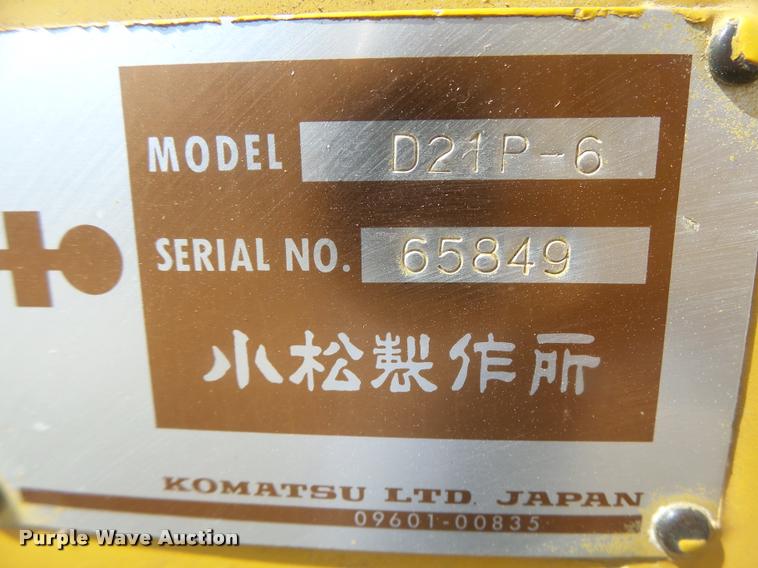 MODEL D21P-6
SERIAL NO. 65849
小松製作所
KOMATSU LTD. JAPAN
09601-00835
Purple Wave Auction